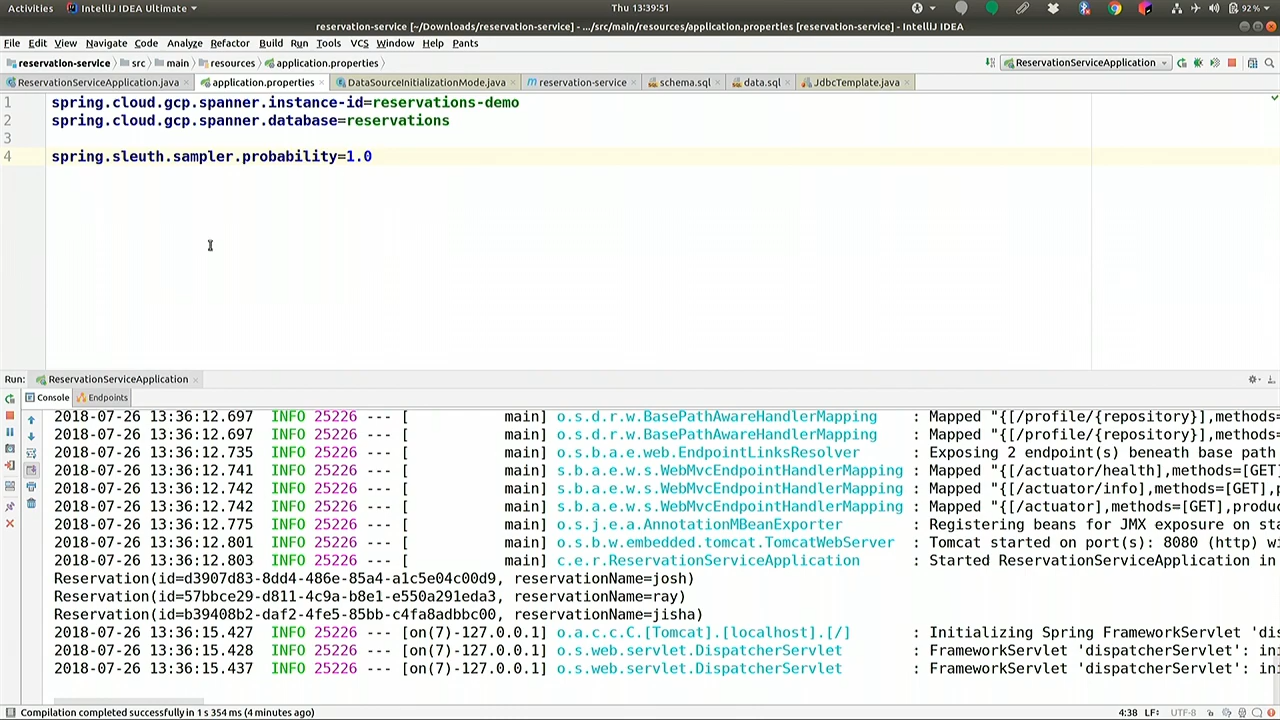 Activities IntelliJ IDEA Ultimate Thu 13:39:51 92%
reservation-service [~/Downloads/reservation-service] - .../src/main/resources/application.properties [reservation-service] - IntelliJ IDEA
File Edit View Navigate Code Analyze Refactor Build Run Tools VCS Window Help Pants
reservation-service src main resources application.properties ReservationServiceApplication
ReservationServiceApplication.java application.properties DataSourceInitializationMode.java m reservation-service schema.sql data.sql JdbcTemplate.java
1 spring.cloud.gcp.spanner.instance-id=reservations-demo
2 spring.cloud.gcp.spanner.database=reservations
3
4 spring.sleuth.sampler.probability=1.0
Run: ReservationServiceApplication
Console Endpoints
2018-07-26 13:36:12.697 INFO 25226 --- [ main] o.s.d.r.w.BasePathAwareHandlerMapping : Mapped "{[/profile/{repository}],methods=
2018-07-26 13:36:12.697 INFO 25226 --- [ main] o.s.d.r.w.BasePathAwareHandlerMapping : Mapped "{[/profile/{repository}],methods=
2018-07-26 13:36:12.735 INFO 25226 --- [ main] o.s.b.a.e.web.EndpointLinksResolver : Exposing 2 endpoint(s) beneath base path
2018-07-26 13:36:12.741 INFO 25226 --- [ main] s.b.a.e.w.s.WebMvcEndpointHandlerMapping : Mapped "{[/actuator/health],methods=[GET]
2018-07-26 13:36:12.742 INFO 25226 --- [ main] s.b.a.e.w.s.WebMvcEndpointHandlerMapping : Mapped "{[/actuator/info],methods=[GET],p
2018-07-26 13:36:12.742 INFO 25226 --- [ main] s.b.a.e.w.s.WebMvcEndpointHandlerMapping : Mapped "{[/actuator],methods=[GET],produc
2018-07-26 13:36:12.775 INFO 25226 --- [ main] o.s.j.e.a.AnnotationMBeanExporter : Registering beans for JMX exposure on sta
2018-07-26 13:36:12.801 INFO 25226 --- [ main] o.s.b.w.embedded.tomcat.TomcatWebServer : Tomcat started on port(s): 8080 (http) wi
2018-07-26 13:36:12.803 INFO 25226 --- [ main] c.e.r.ReservationServiceApplication : Started ReservationServiceApplication in
Reservation(id=d3907d83-8dd4-486e-85a4-a1c5e04c00d9, reservationName=josh)
Reservation(id=57bbce29-d811-4c9a-b8e1-e550a291eda3, reservationName=ray)
Reservation(id=b39408b2-daf2-4fe5-85bb-c4fa8adbbc00, reservationName=jisha)
2018-07-26 13:36:15.427 INFO 25226 --- [on(7)-127.0.0.1] o.a.c.c.C.[Tomcat].[localhost].[/] : Initializing Spring FrameworkServlet 'dis
2018-07-26 13:36:15.428 INFO 25226 --- [on(7)-127.0.0.1] o.s.web.servlet.DispatcherServlet : FrameworkServlet 'dispatcherServlet': ini
2018-07-26 13:36:15.437 INFO 25226 --- [on(7)-127.0.0.1] o.s.web.servlet.DispatcherServlet : FrameworkServlet 'dispatcherServlet': ini
Compilation completed successfully in 1 s 354 ms (4 minutes ago) 4:38 LF: UTF-8